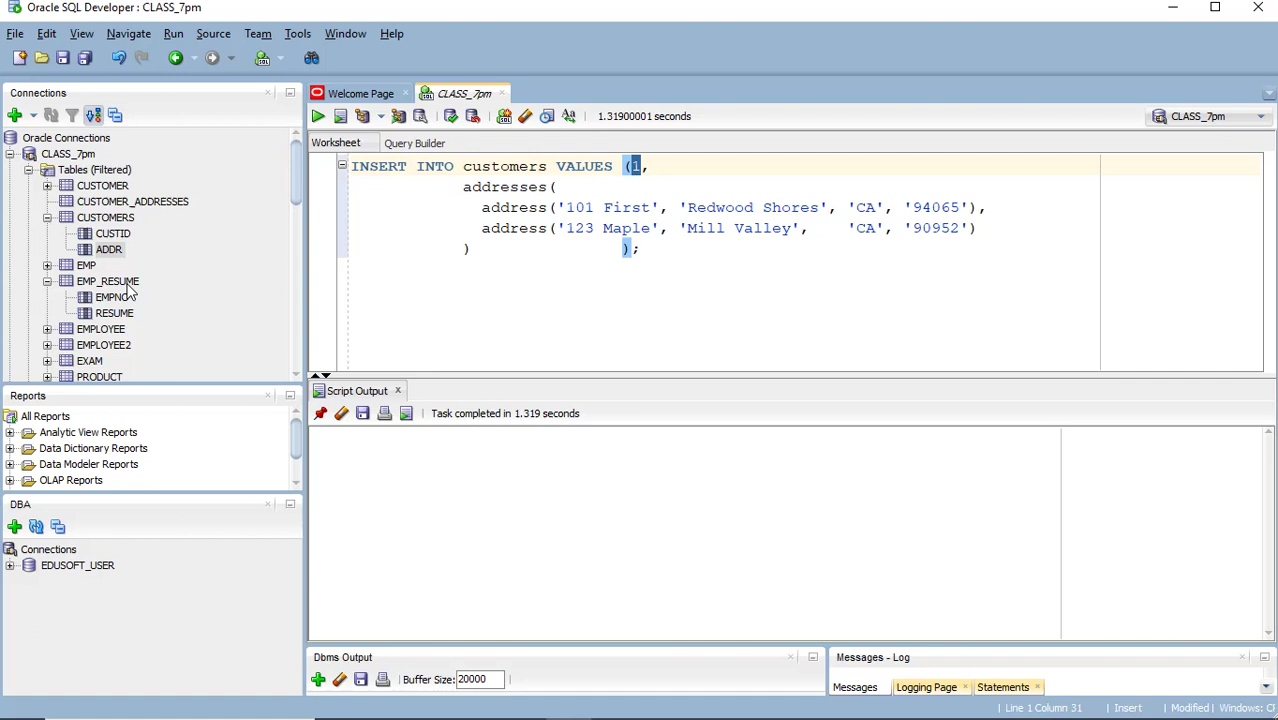 Oracle SQL Developer : CLASS_7pm
File Edit View Navigate Run Source Team Tools Window Help
Connections
Oracle Connections
CLASS_7pm
Tables (Filtered)
CUSTOMER
CUSTOMER_ADDRESSES
CUSTOMERS
CUSTID
ADDR
EMP
EMP_RESUME
EMPNO
RESUME
EMPLOYEE
EMPLOYEE2
EXAM
PRODUCT
Reports
All Reports
Analytic View Reports
Data Dictionary Reports
Data Modeler Reports
OLAP Reports
DBA
Connections
EDUSOFT_USER
Welcome Page CLASS_7pm
1.31900001 seconds CLASS_7pm
Worksheet Query Builder
INSERT INTO customers VALUES (1,
addresses(
address('101 First', 'Redwood Shores', 'CA', '94065'),
address('123 Maple', 'Mill Valley', 'CA', '90952')
) );
Script Output
Task completed in 1.319 seconds
Dbms Output
Buffer Size: 20000
Messages - Log
Messages Logging Page Statements
Line 1 Column 31 Insert Modified Windows: C